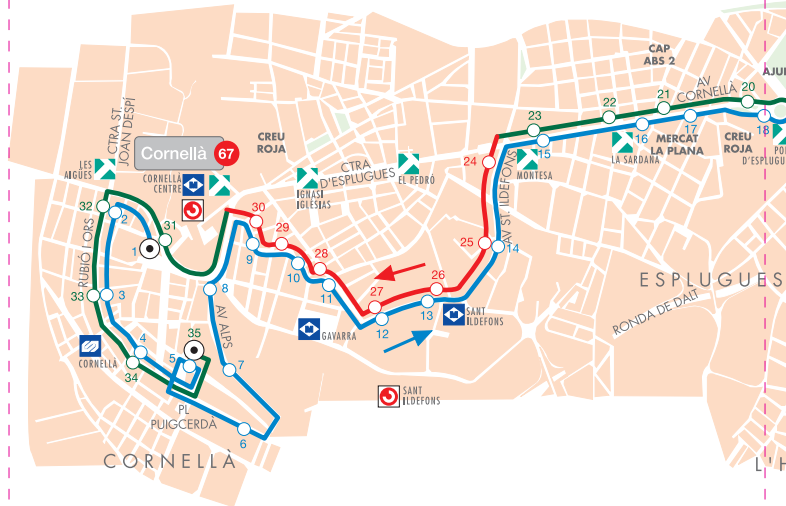 CAP
ABS 2
AJU
AV
CORNELLÀ
20
21
22
23
CTRA ST.
JOAN DESPÍ
Cornellà 67
CREU
ROJA
16
17
18
MERCAT
LA PLANA
CREU
ROJA
15
24
LES
AIGÜES
CORNELLÀ
CENTRE
IGNASI
IGLÉSIAS
CTRA
D'ESPLUGUES
EL PEDRÓ
MONTESA
LA SARDANA
D'ESPLUGU
32
2
31
30
1
29
9
RUBIÓ I ORS
AV ST. ILDEFONS
25
14
28
10
11
8
33
3
26
27
13
12
ESPLUGUES
RONDA DE DALT
SANT
ILDEFONS
GAVARRA
AV ALPS
35
4
5
CORNELLÀ
34
7
SANT
ILDEFONS
PL
PUIGCERDÀ
6
CORNELLÀ
L'H